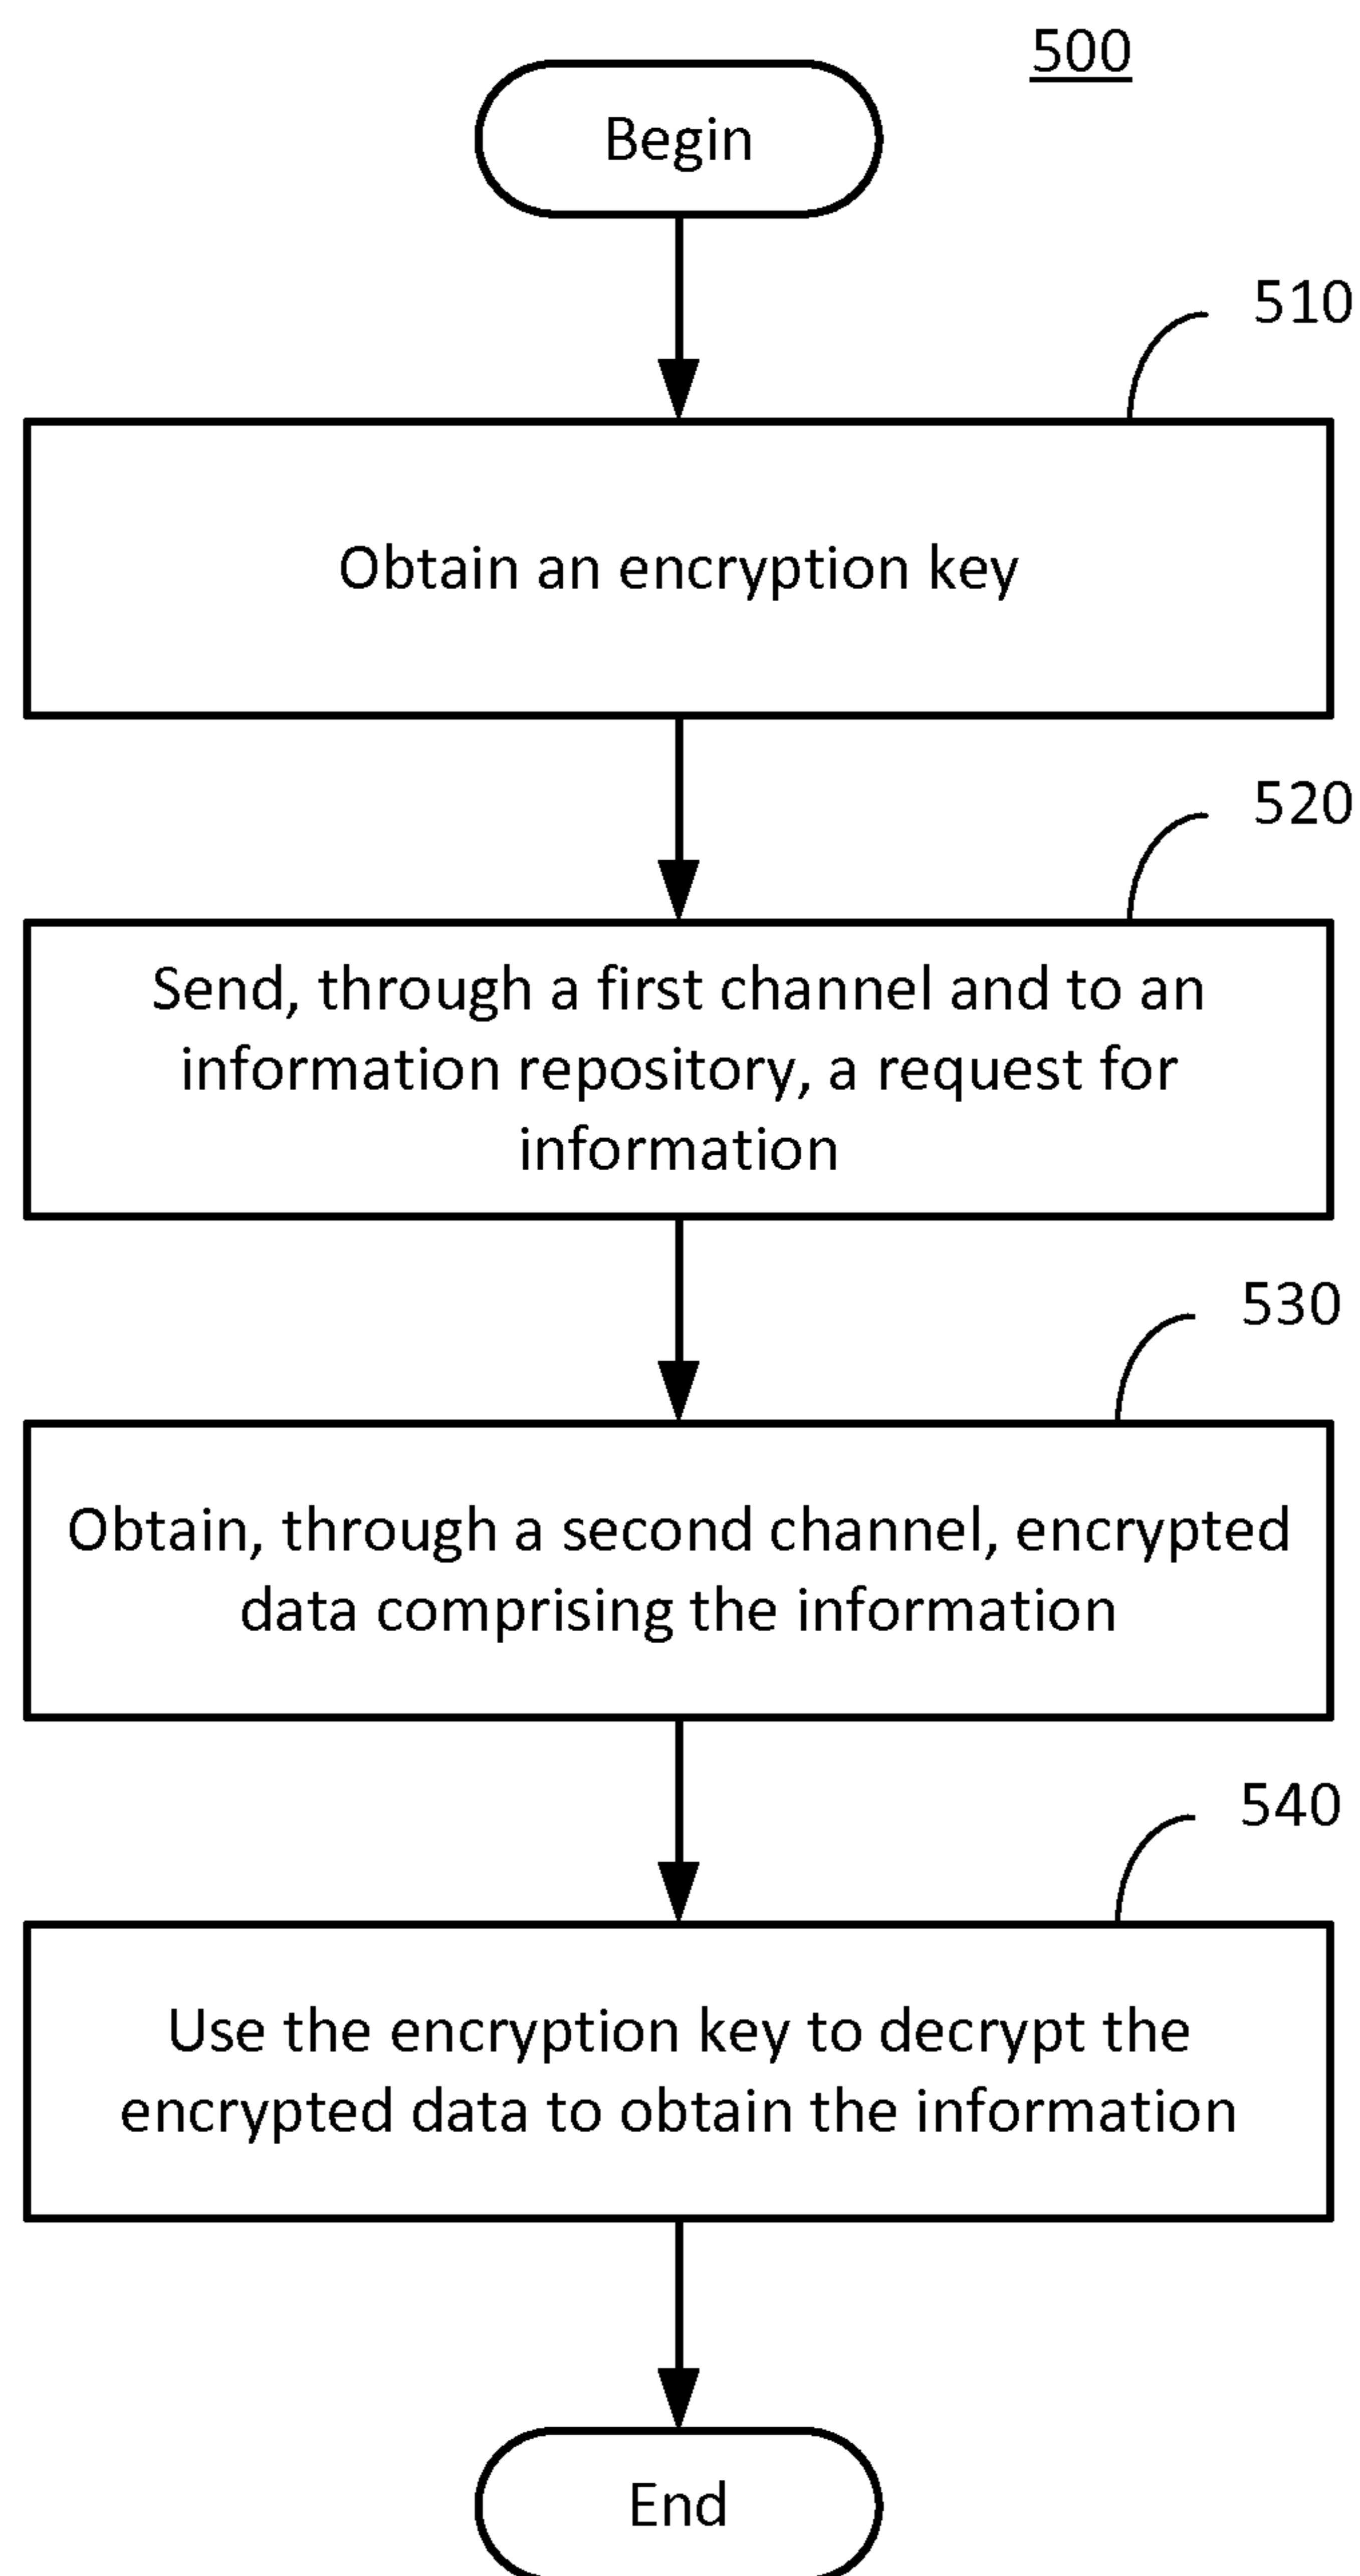 500
Begin
510
Obtain an encryption key
520
Send, through a first channel and to an
information repository, a request for
information
530
Obtain, through a second channel, encrypted
data comprising the information
540
Use the encryption key to decrypt the
encrypted data to obtain the information
End